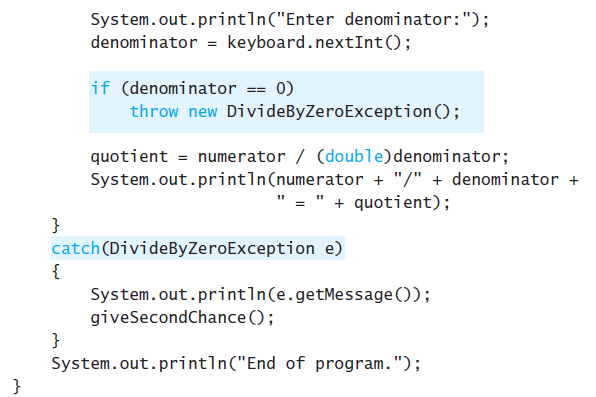 System.out.println("Enter denominator:");
denominator = keyboard.nextInt();
if (denominator == 0)
throw new DivideByZeroException();
quotient = numerator / (double)denominator;
System.out.println(numerator + "/" + denominator +
" = " + quotient);
}
catch(DivideByZeroException e)
{
System.out.println(e.getMessage());
giveSecondChance();
}
System.out.println("End of program.");
}